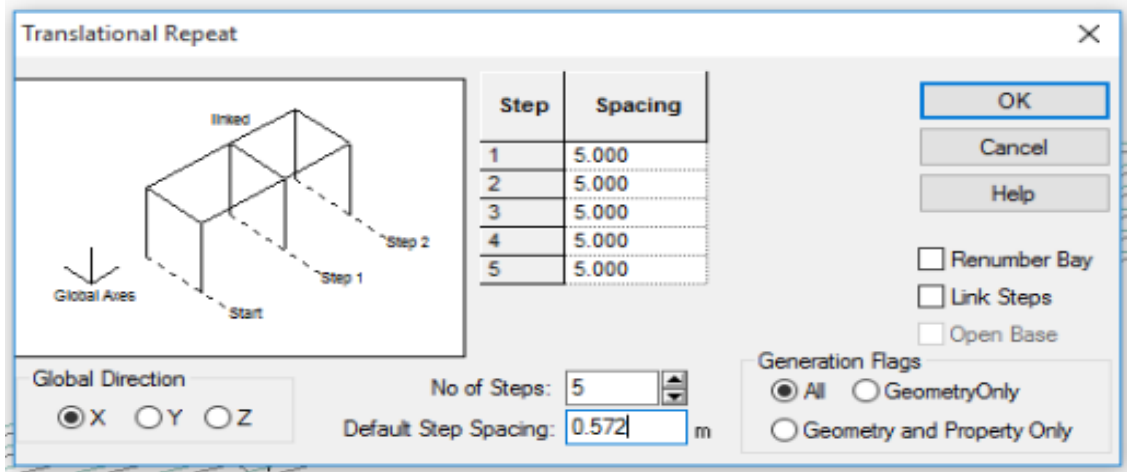 Translational Repeat
linked
Step 2
Step 1
Start
Global Axes
Step Spacing
1 5.000
2 5.000
3 5.000
4 5.000
5 5.000
OK
Cancel
Help
Renumber Bay
Link Steps
Open Base
Global Direction
X Y Z
No of Steps: 5
Default Step Spacing: 0.572 m
Generation Flags
All GeometryOnly
Geometry and Property Only